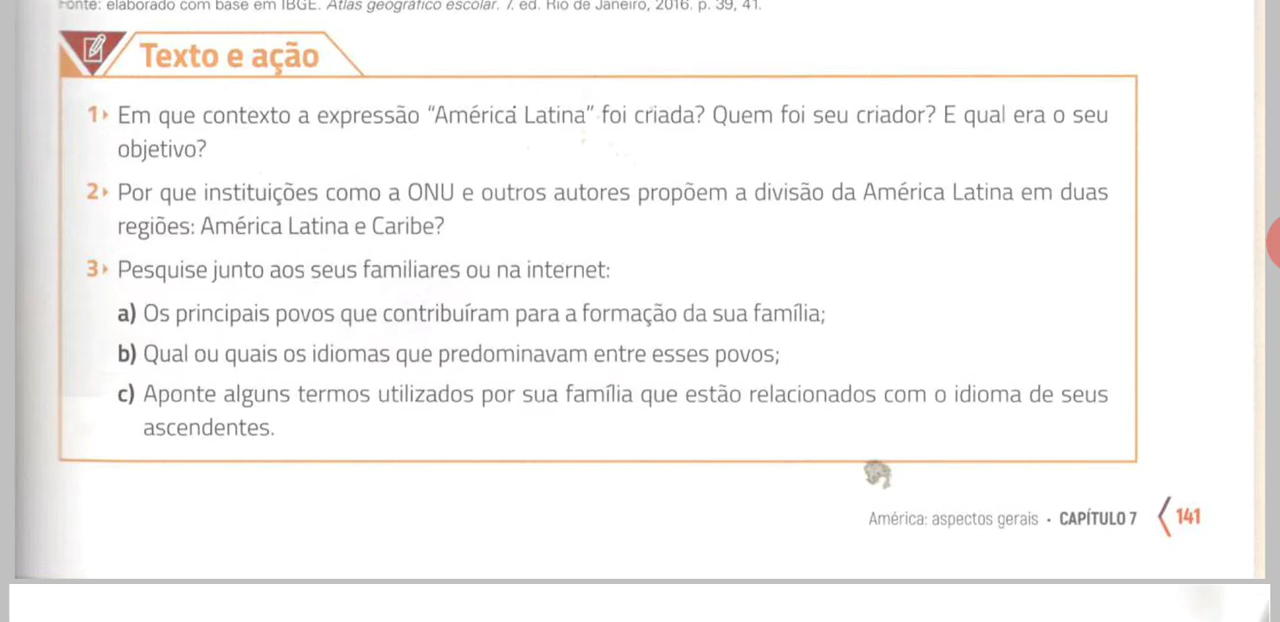 Fonte: elaborado com base em IBGE. Atlas geográfico escolar. 7. ed. Rio de Janeiro, 2016. p. 39, 41.
Texto e ação
1 Em que contexto a expressão “América Latina” foi criada? Quem foi seu criador? E qual era o seu
objetivo?
2 Por que instituições como a ONU e outros autores propõem a divisão da América Latina em duas
regiões: América Latina e Caribe?
3 Pesquise junto aos seus familiares ou na internet:
a) Os principais povos que contribuíram para a formação da sua família;
b) Qual ou quais os idiomas que predominavam entre esses povos;
c) Aponte alguns termos utilizados por sua família que estão relacionados com o idioma de seus
ascendentes.
América: aspectos gerais • CAPÍTULO 7 141